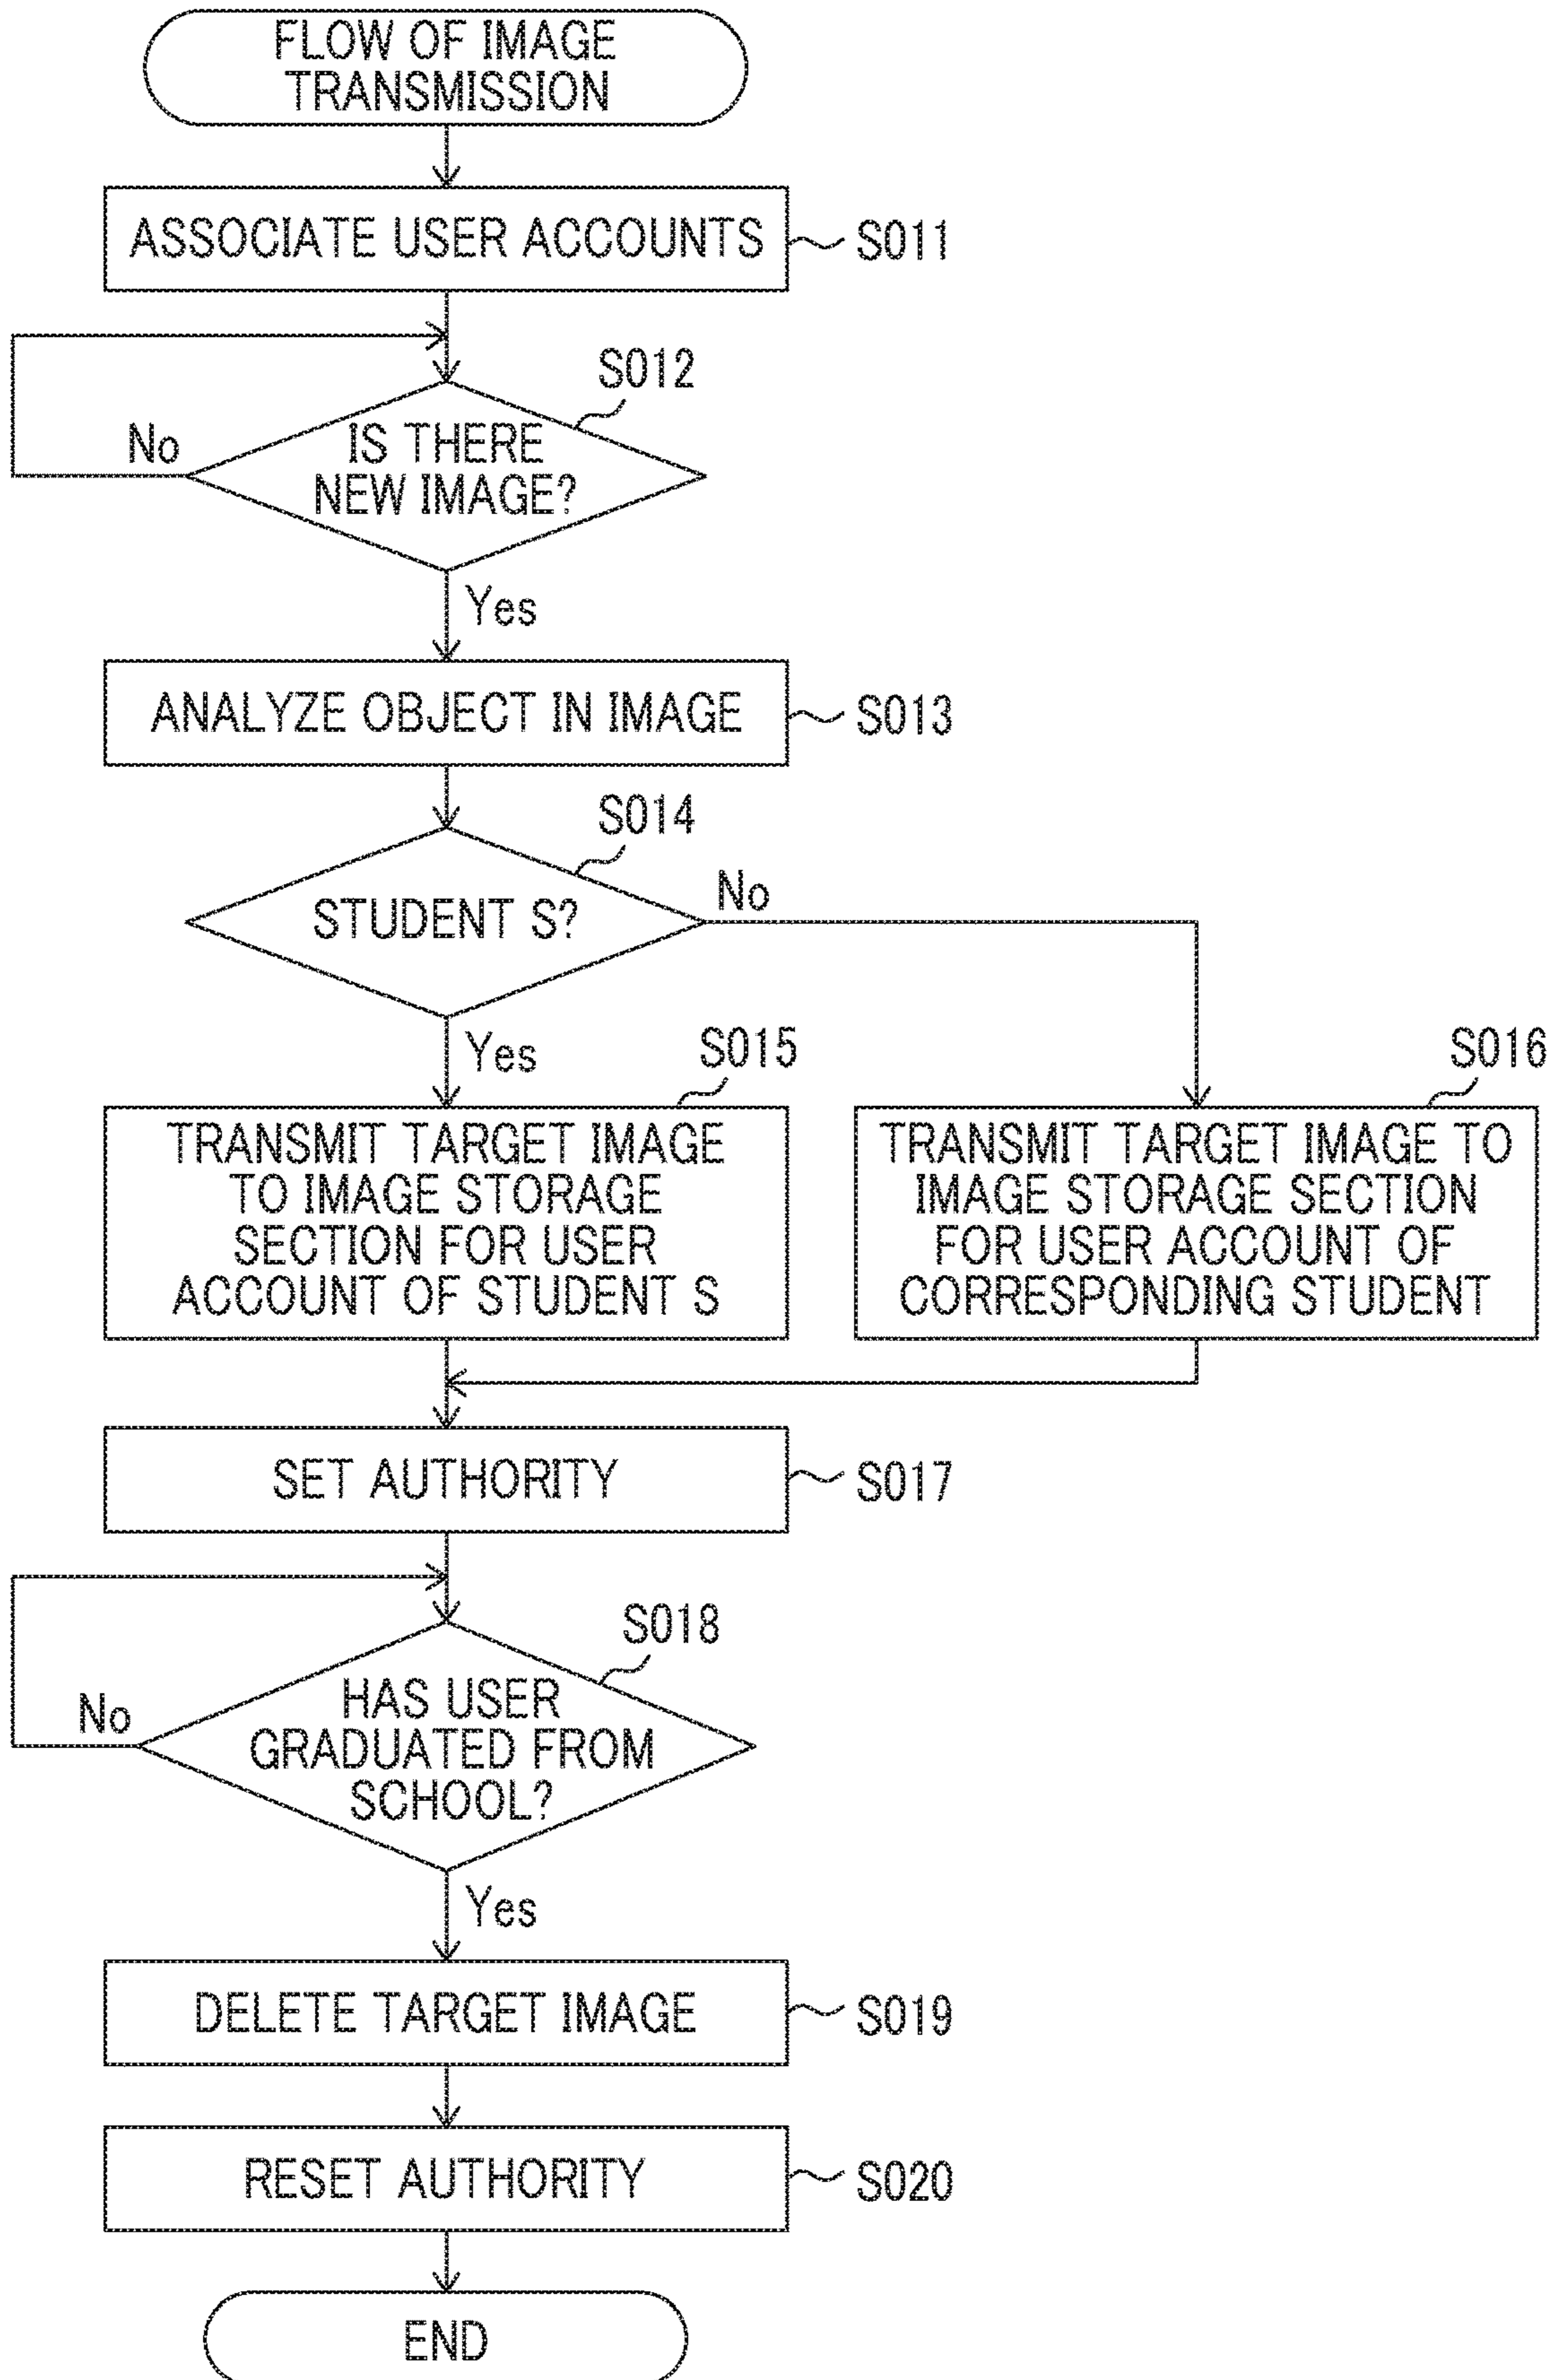 FLOW OF IMAGE
TRANSMISSION
ASSOCIATE USER ACCOUNTS
S011
S012
No
IS THERE
NEW IMAGE?
Yes
ANALYZE OBJECT IN IMAGE
S013
S014
No
STUDENT S?
Yes
S015
S016
TRANSMIT TARGET IMAGE
TO IMAGE STORAGE
SECTION FOR USER
ACCOUNT OF STUDENT S
TRANSMIT TARGET IMAGE TO
IMAGE STORAGE SECTION
FOR USER ACCOUNT OF
CORRESPONDING STUDENT
SET AUTHORITY
S017
S018
No
HAS USER
GRADUATED FROM
SCHOOL?
Yes
DELETE TARGET IMAGE
S019
RESET AUTHORITY
S020
END